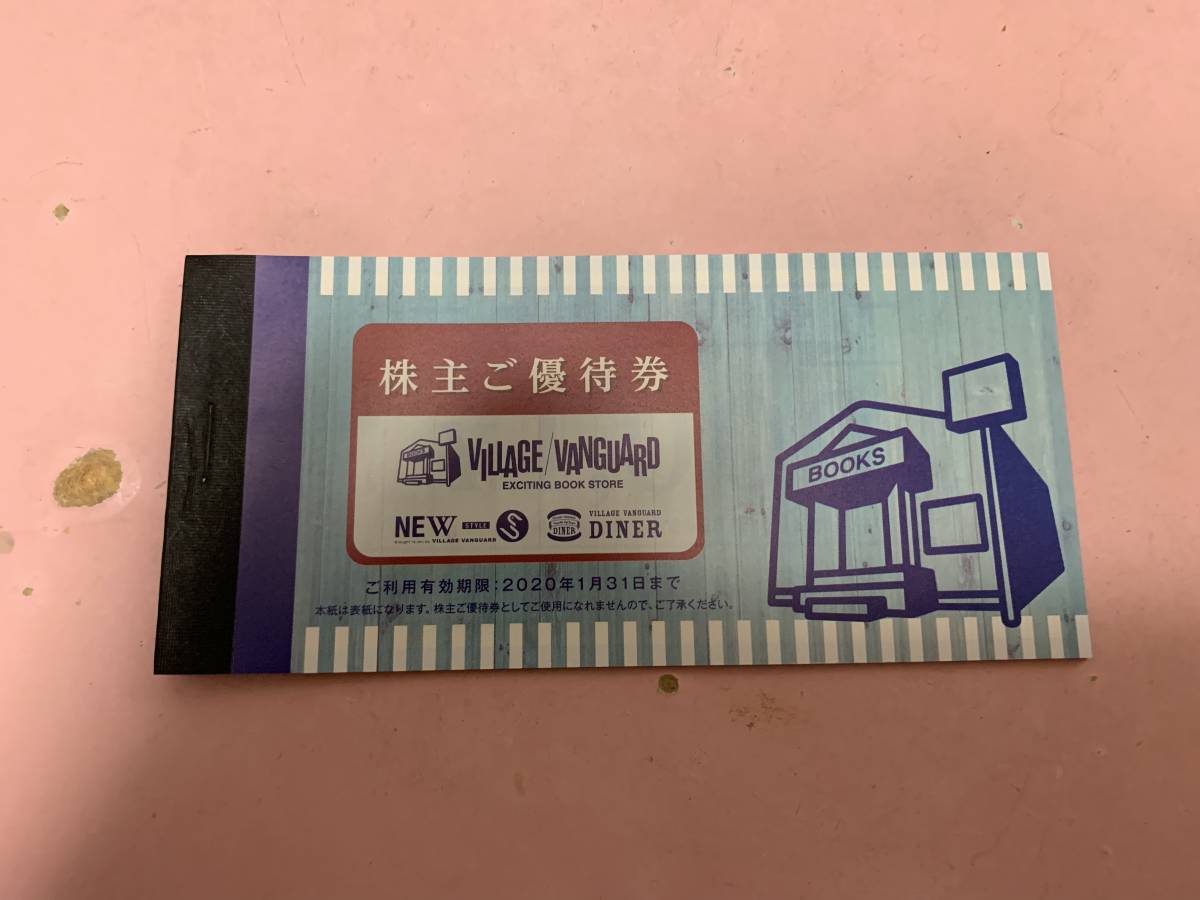 株主ご優待券
BOOKS
VILLAGE/VANGUARD
EXCITING BOOK STORE
NEW STYLE
VILLAGE VANGUARD
DINER
VILLAGE VANGUARD
DINER
ご利用有効期限:2020年1月31日まで
本紙は表紙になります。株主ご優待券としてご使用になれませんので、ご了承ください。
BOOKS